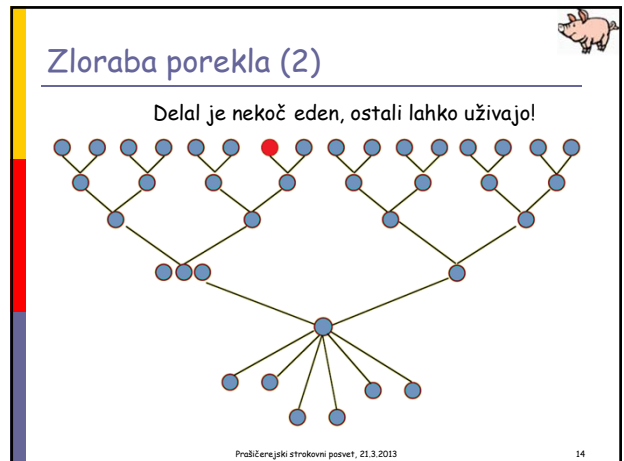 Zloraba porekla (2)
Delal je nekoč eden, ostali lahko uživajo!
Prašičerejski strokovni posvet, 21.3.2013
14